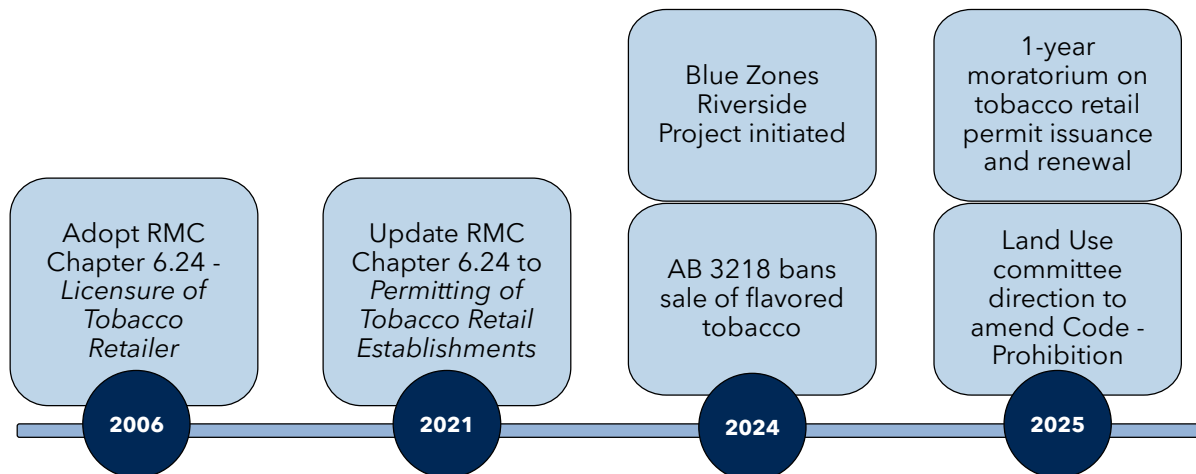 Adopt RMC
Chapter 6.24 -
Licensure of
Tobacco
Retailer
2006
Update RMC
Chapter 6.24 to
Permitting of
Tobacco Retail
Establishments
2021
Blue Zones
Riverside
Project initiated
AB 3218 bans
sale of flavored
tobacco
2024
1-year
moratorium on
tobacco retail
permit issuance
and renewal
Land Use
committee
direction to
amend Code -
Prohibition
2025